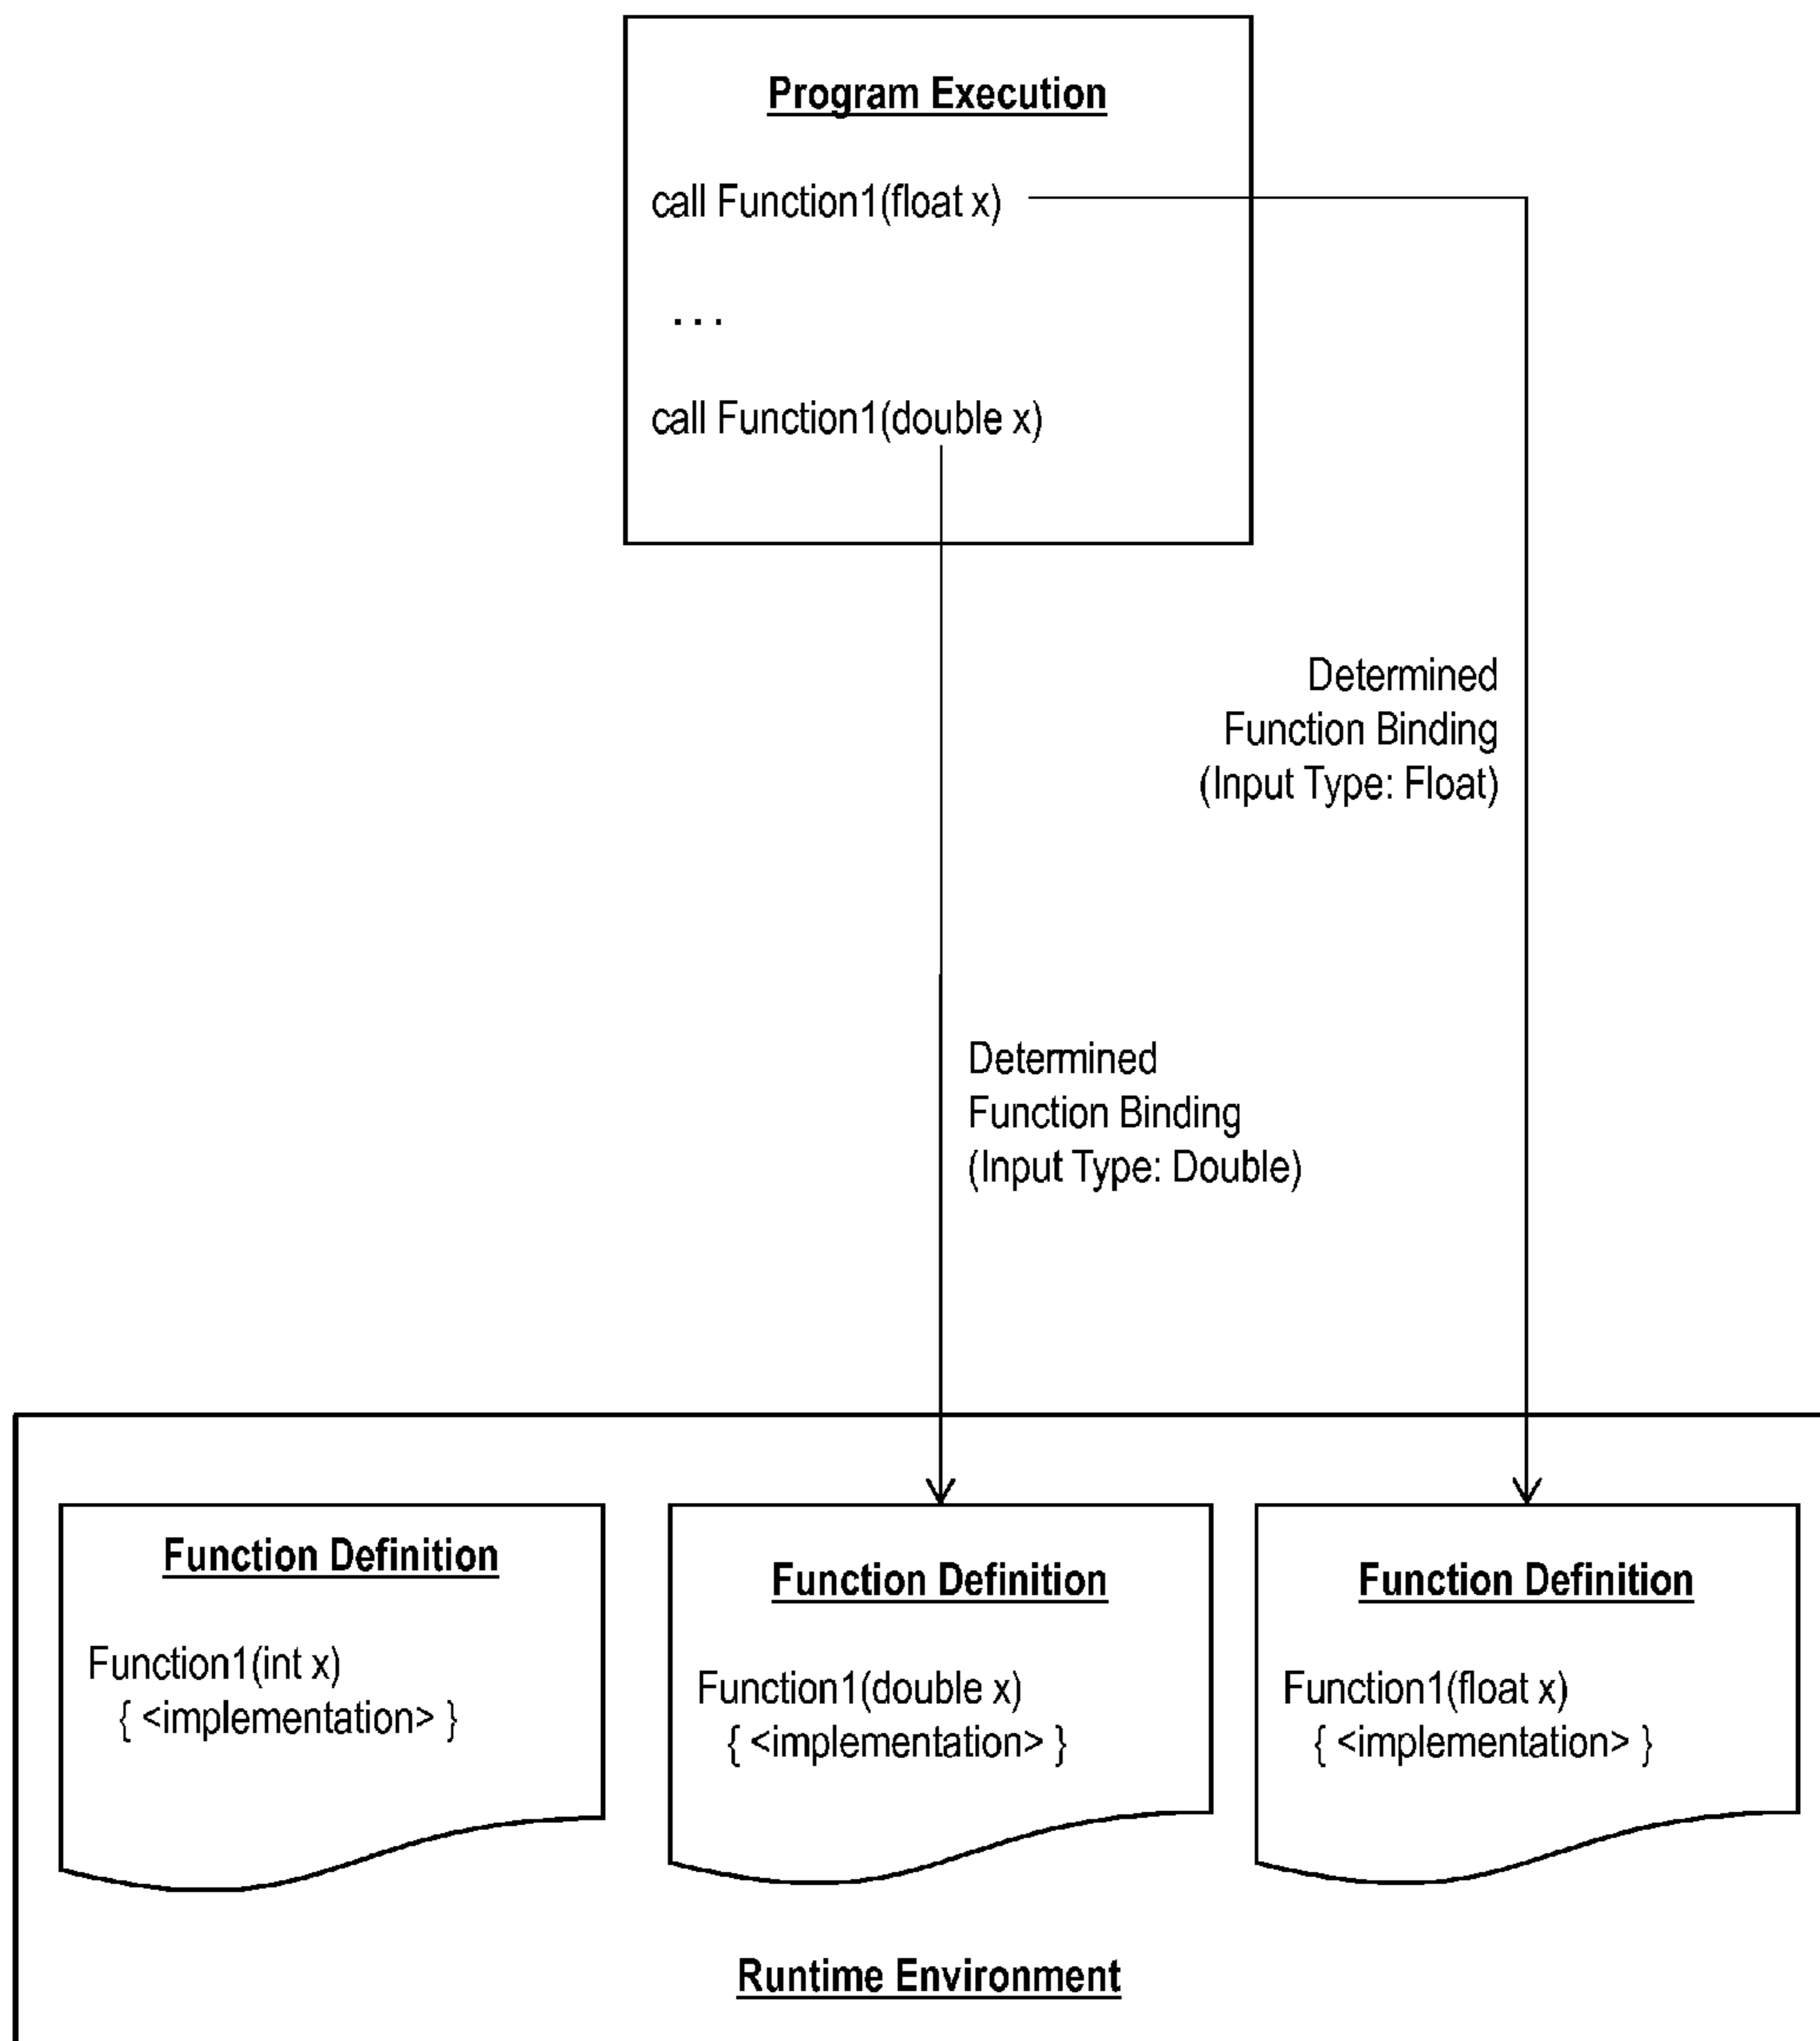 Program Execution
call Function1(float x)
...
call Function1(double x)
Determined
Function Binding
(Input Type: Float)
Determined
Function Binding
(Input Type: Double)
Function Definition
Function1(int x)
{ <implementation> }
Function Definition
Function1(double x)
{ <implementation> }
Function Definition
Function1(float x)
{ <implementation> }
Runtime Environment